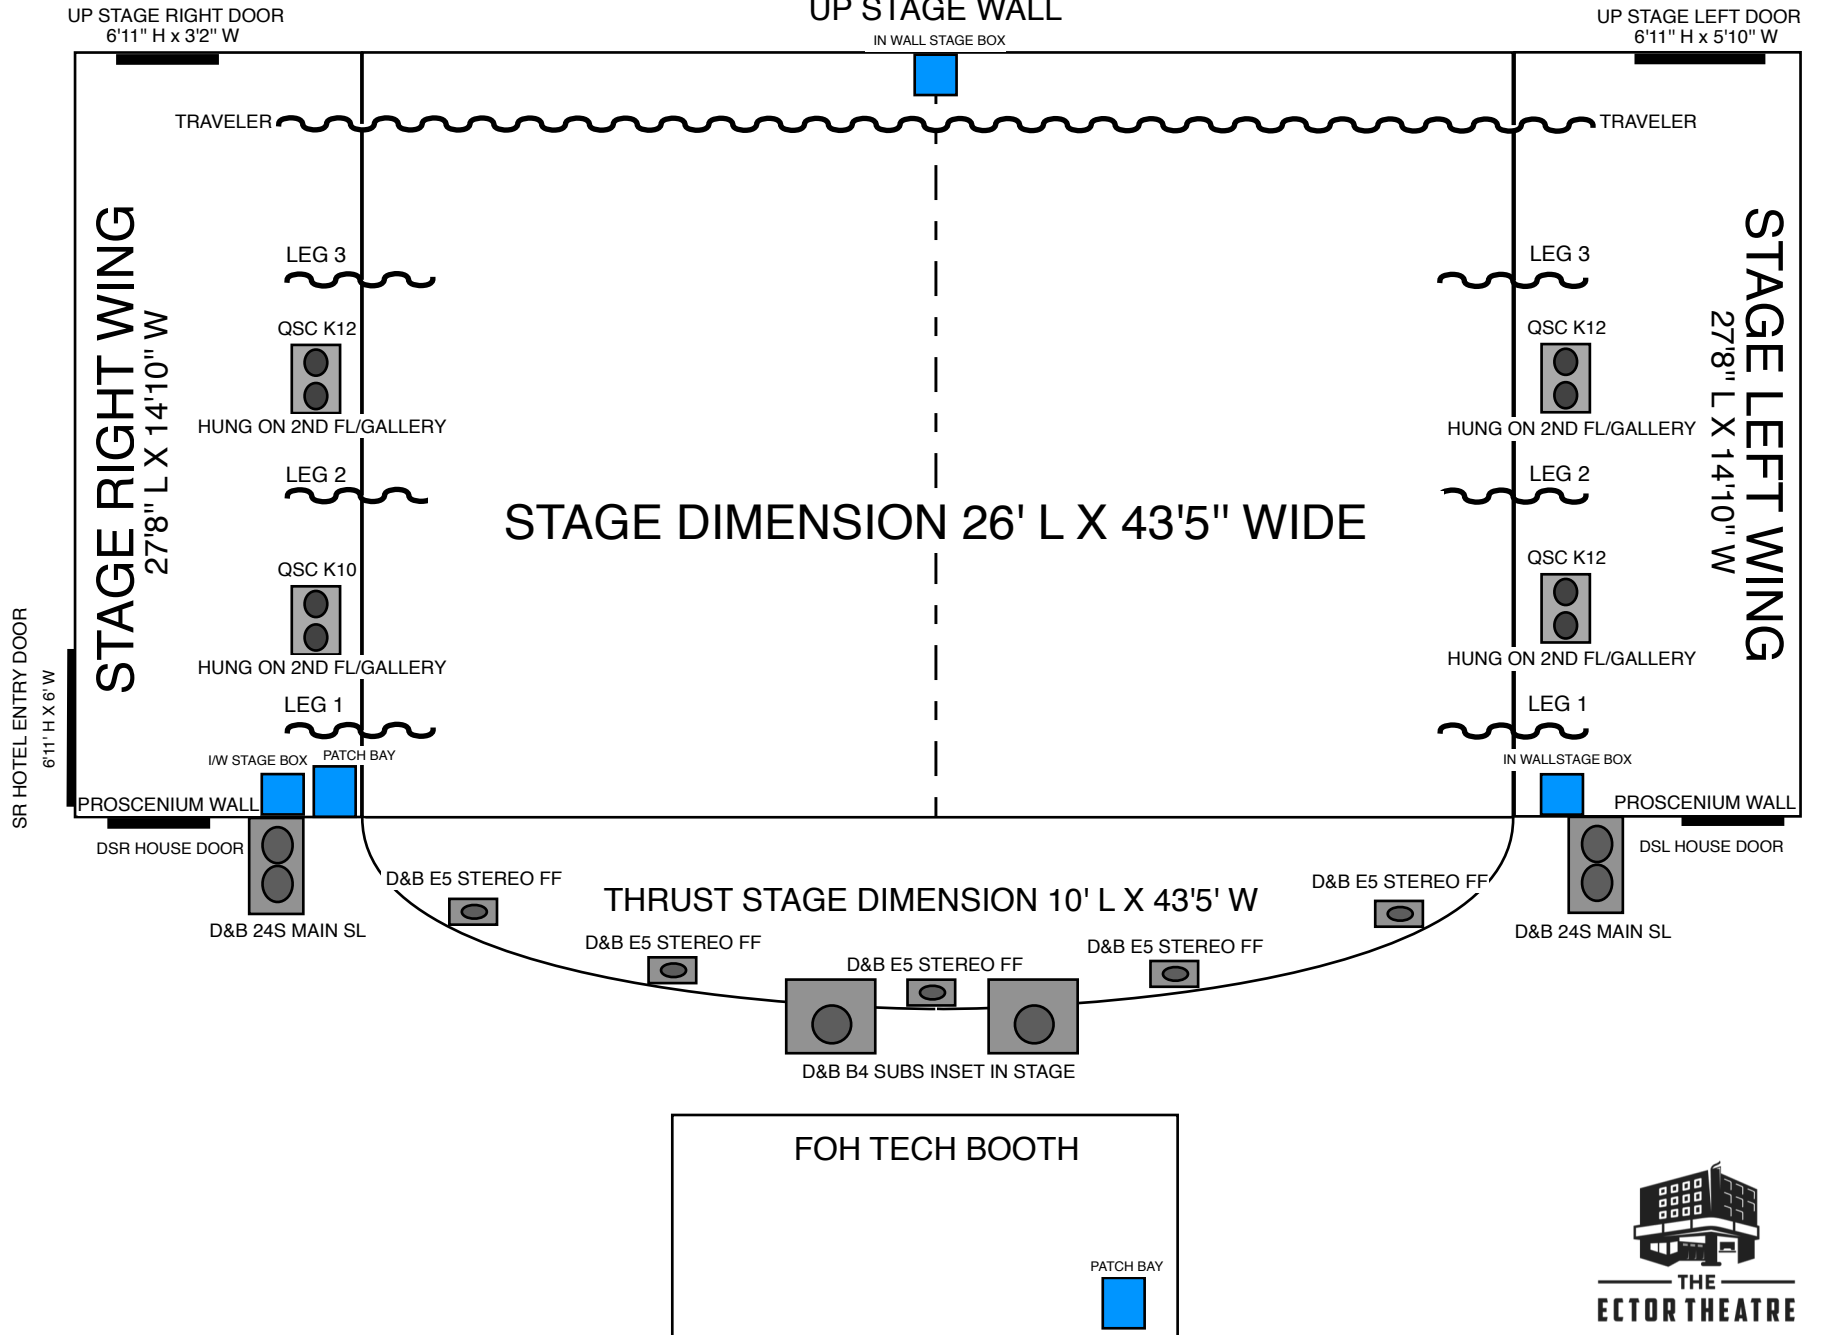 UP STAGE WALL
UP STAGE RIGHT DOOR
6'11" H x 3'2" W
IN WALL STAGE BOX
UP STAGE LEFT DOOR
6'11" H x 5'10" W
TRAVELER
TRAVELER
STAGE RIGHT WING
27'8" L X 14'10" W
LEG 3
QSC K12
HUNG ON 2ND FL/GALLERY
LEG 2
QSC K10
HUNG ON 2ND FL/GALLERY
LEG 1
STAGE DIMENSION 26' L X 43'5" WIDE
LEG 3
QSC K12
HUNG ON 2ND FL/GALLERY
LEG 2
QSC K12
HUNG ON 2ND FL/GALLERY
LEG 1
STAGE LEFT WING
27'8" L X 14'10" W
SR HOTEL ENTRY DOOR
6'11' H X 6' W
I/W STAGE BOX
PATCH BAY
IN WALLSTAGE BOX
PROSCENIUM WALL
PROSCENIUM WALL
DSR HOUSE DOOR
DSL HOUSE DOOR
D&B 24S MAIN SL
D&B 24S MAIN SL
D&B E5 STEREO FF
D&B E5 STEREO FF
THRUST STAGE DIMENSION 10' L X 43'5' W
D&B E5 STEREO FF
D&B E5 STEREO FF
D&B E5 STEREO FF
D&B B4 SUBS INSET IN STAGE
FOH TECH BOOTH
PATCH BAY
THE
ECTOR THEATRE